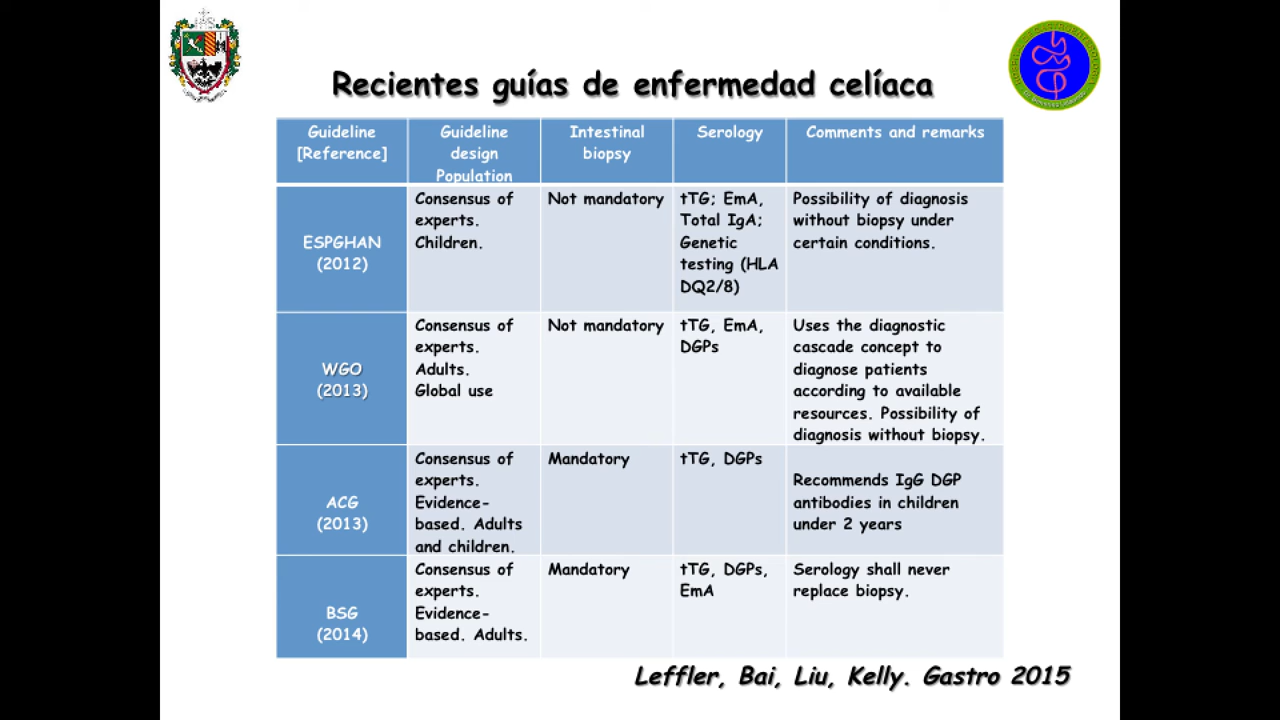 Recientes guías de enfermedad celíaca
Guideline
[Reference]
Guideline
design
Population
Intestinal
biopsy
Serology
Comments and remarks
ESPGHAN
(2012)
Consensus of
experts.
Children.
Not mandatory
tTG; EmA,
Total IgA;
Genetic
testing (HLA
DQ2/8)
Possibility of diagnosis
without biopsy under
certain conditions.
WGO
(2013)
Consensus of
experts.
Adults.
Global use
Not mandatory
tTG, EmA,
DGPs
Uses the diagnostic
cascade concept to
diagnose patients
according to available
resources. Possibility of
diagnosis without biopsy.
ACG
(2013)
Consensus of
experts.
Evidence-
based. Adults
and children.
Mandatory
tTG, DGPs
Recommends IgG DGP
antibodies in children
under 2 years
BSG
(2014)
Consensus of
experts.
Evidence-
based. Adults.
Mandatory
tTG, DGPs,
EmA
Serology shall never
replace biopsy.
Leffler, Bai, Liu, Kelly. Gastro 2015